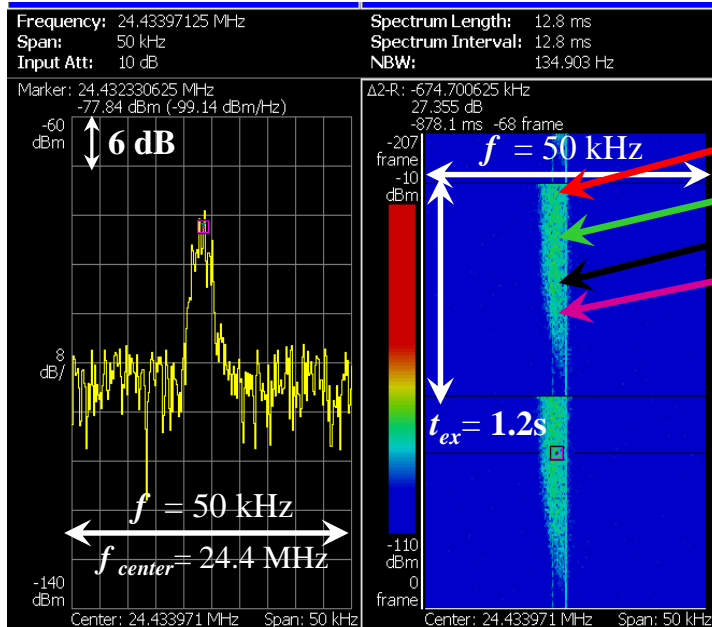 Frequency: 24.43397125 MHz
Span: 50 kHz
Input Att: 10 dB
Spectrum Length: 12.8 ms
Spectrum Interval: 12.8 ms
NBW: 134.903 Hz
Marker: 24.432330625 MHz
-77.84 dBm (-99.14 dBm/Hz)
-60
dBm
6 dB
8
dB/
f = 50 kHz
f center = 24.4 MHz
-140
dBm
Center: 24.433971 MHz Span: 50 kHz
Δ2-R: -674.700625 kHz
27.355 dB
-878.1 ms -68 frame
-207
frame
-10
dBm
f = 50 kHz
t ex = 1.2s
-110
dBm
0
frame
Center: 24.433971 MHz Span: 50 kHz